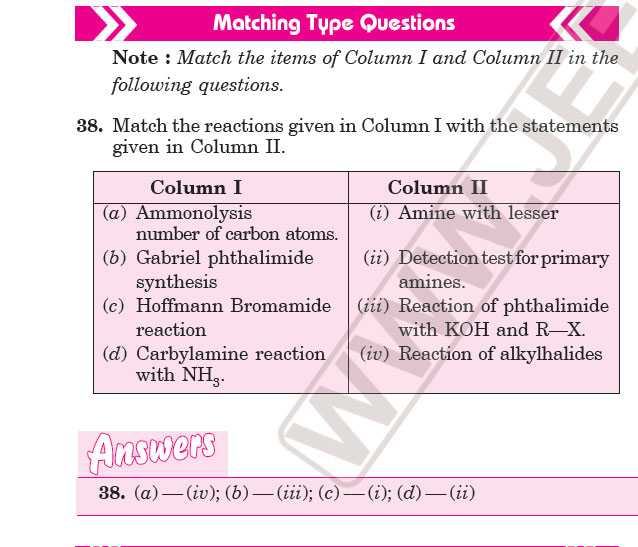 Matching Type Questions
Note : Match the items of Column I and Column II in the
following questions.
38. Match the reactions given in Column I with the statements
given in Column II.
Column I Column II
(a) Ammonolysis (i) Amine with lesser
number of carbon atoms.
(b) Gabriel phthalimide (ii) Detection test for primary
synthesis amines.
(c) Hoffmann Bromamide (iii) Reaction of phthalimide
reaction with KOH and R—X.
(d) Carbylamine reaction (iv) Reaction of alkylhalides
with NH₃.
Answers
38. (a) — (iv); (b) — (iii); (c) — (i); (d) — (ii)
WWW.JEE